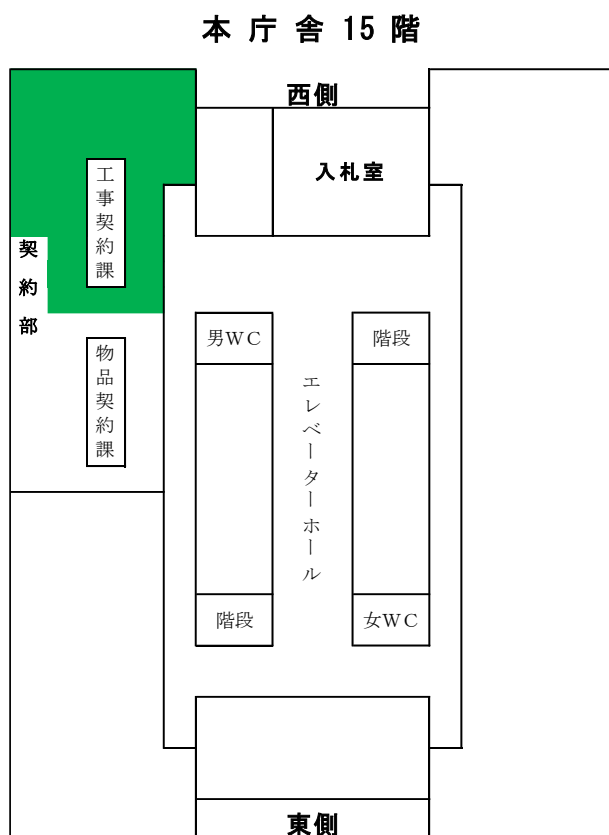 本庁舎 15 階
西側
入札室
工事契約課
契約部
物品契約課
男WC
階段
エレベーターホール
階段
女WC
東側